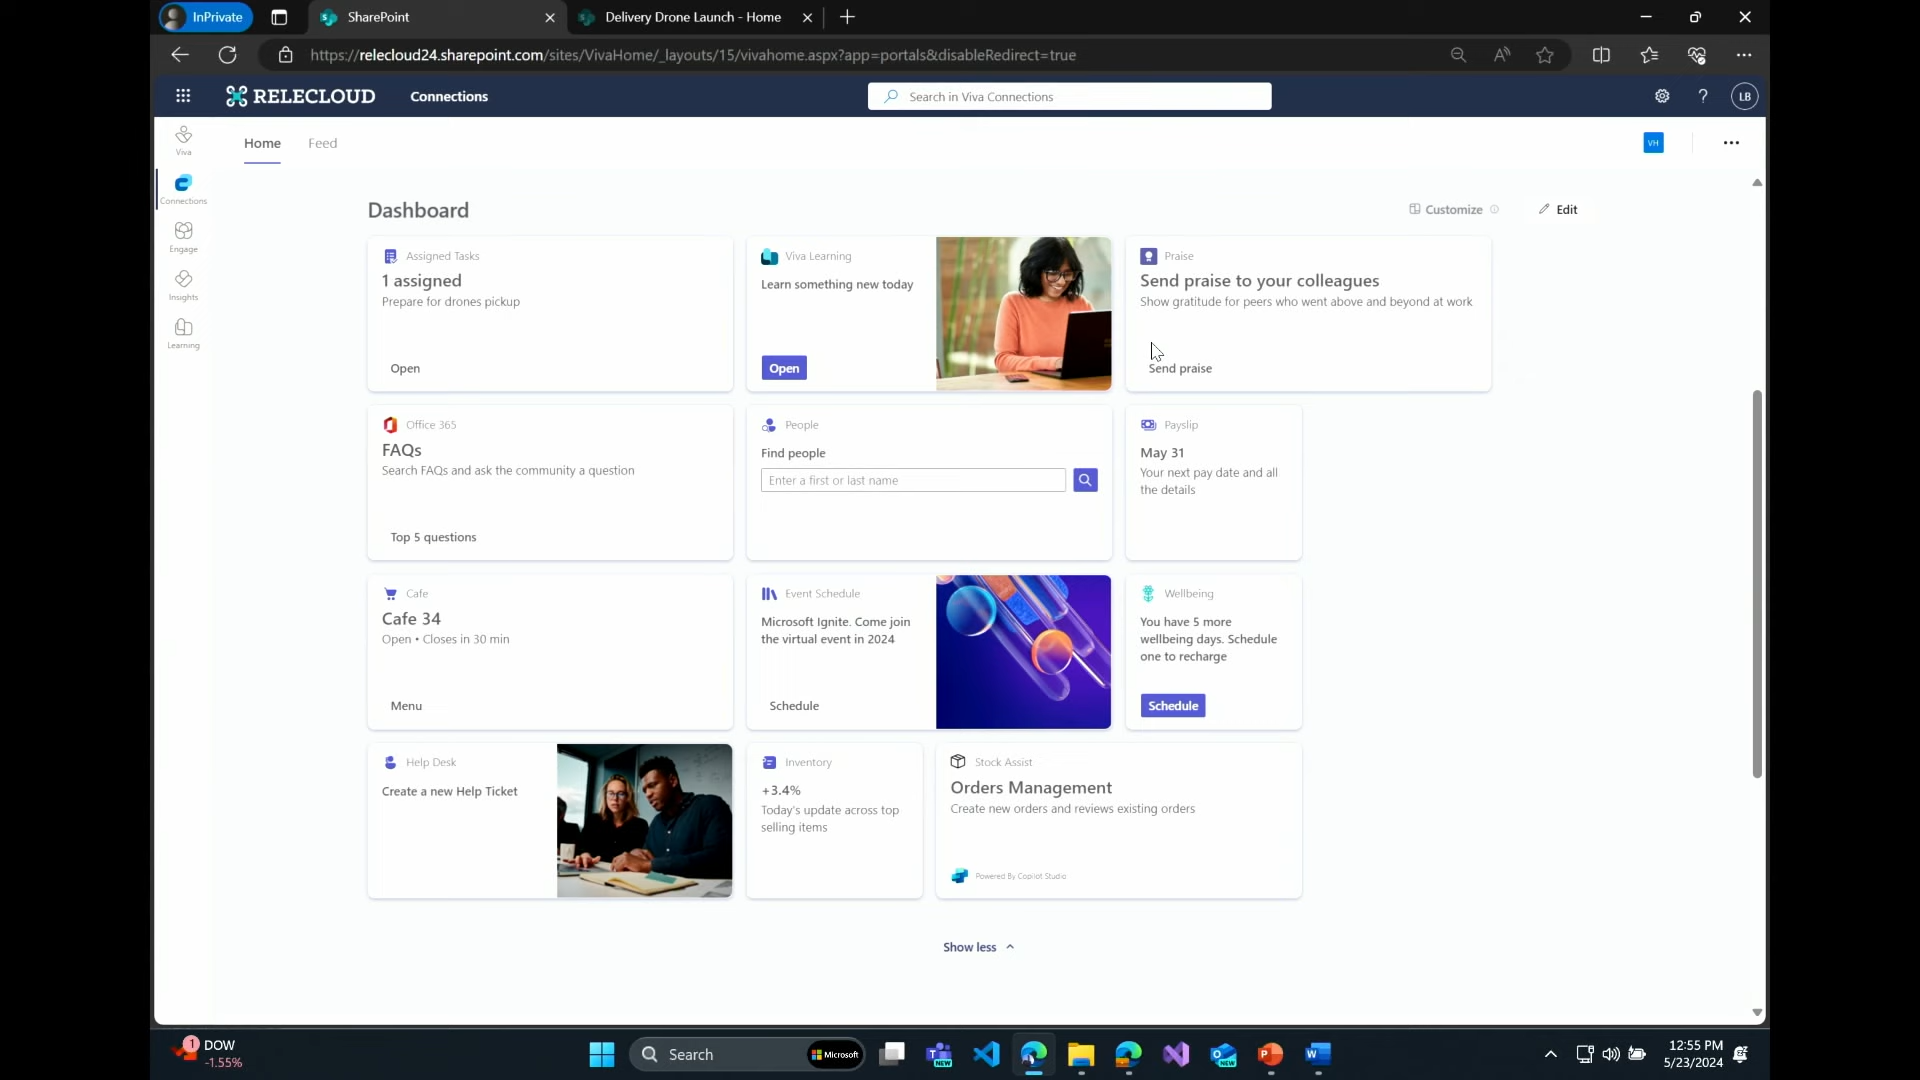 InPrivate
SharePoint
Delivery Drone Launch - Home
https://relecloud24.sharepoint.com/sites/VivaHome/_layouts/15/vivahome.aspx?app=portals&disableRedirect=true
RELECLOUD
Connections
Search in Viva Connections
LB
Viva
Connections
Engage
Insights
Learning
Home
Feed
VH
Dashboard
Customize
Edit
Assigned Tasks
1 assigned
Prepare for drones pickup
Open
Viva Learning
Learn something new today
Open
Praise
Send praise to your colleagues
Show gratitude for peers who went above and beyond at work
Send praise
Office 365
FAQs
Search FAQs and ask the community a question
Top 5 questions
People
Find people
Enter a first or last name
Payslip
May 31
Your next pay date and all
the details
Cafe
Cafe 34
Open • Closes in 30 min
Menu
Event Schedule
Microsoft Ignite. Come join
the virtual event in 2024
Schedule
Wellbeing
You have 5 more
wellbeing days. Schedule
one to recharge
Schedule
Help Desk
Create a new Help Ticket
Inventory
+3.4%
Today's update across top
selling items
Stock Assist
Orders Management
Create new orders and reviews existing orders
Powered By Copilot Studio
Show less
1
DOW
-1.55%
Search
Microsoft
NEW
NEW
12:55 PM
5/23/2024